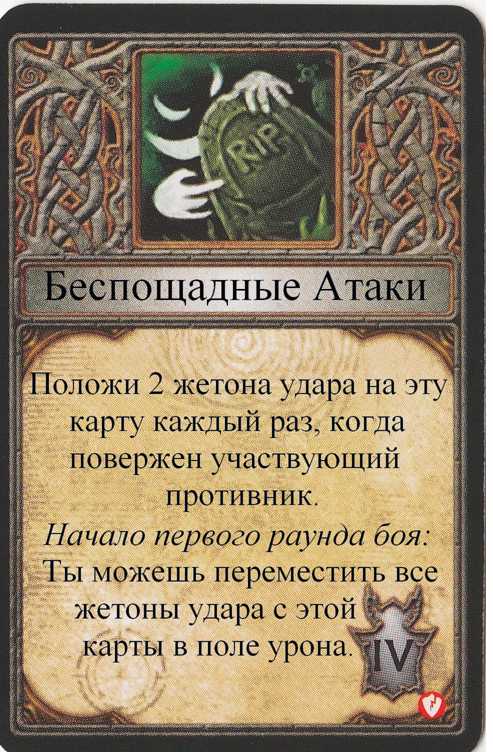 RIP
Беспощадные Атаки
Положи 2 жетона удара на эту
карту каждый раз, когда
повержен участвующий
противник.
Начало первого раунда боя:
Ты можешь переместить все
жетоны удара с этой
карты в поле урона.
IV